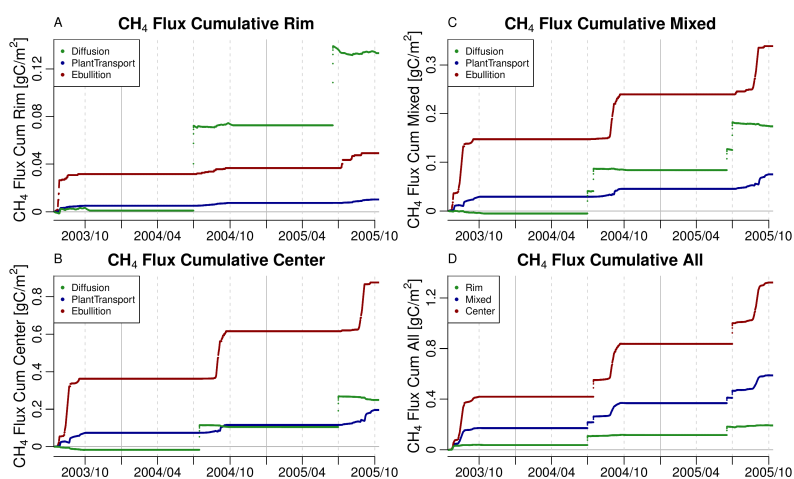 A
CH4 Flux Cumulative Rim
CH4 Flux Cum Rim [gC/m2]
0 0.04 0.08 0.12
Diffusion
PlantTransport
Ebullition
2003/10 2004/04 2004/10 2005/04 2005/10
C
CH4 Flux Cumulative Mixed
CH4 Flux Cum Mixed [gC/m2]
0 0.1 0.2 0.3
Diffusion
PlantTransport
Ebullition
2003/10 2004/04 2004/10 2005/04 2005/10
B
CH4 Flux Cumulative Center
CH4 Flux Cum Center [gC/m2]
0 0.2 0.4 0.6 0.8
Diffusion
PlantTransport
Ebullition
2003/10 2004/04 2004/10 2005/04 2005/10
D
CH4 Flux Cumulative All
CH4 Flux Cum All [gC/m2]
0 0.4 0.8 1.2
Rim
Mixed
Center
2003/10 2004/04 2004/10 2005/04 2005/10